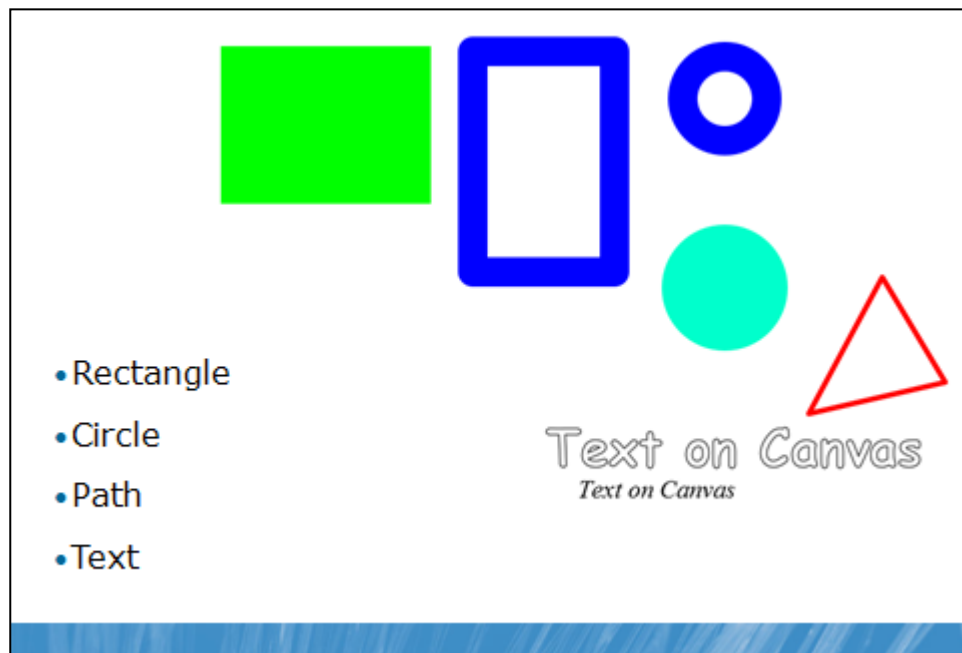 • Rectangle
• Circle
• Path
• Text
Text on Canvas
Text on Canvas